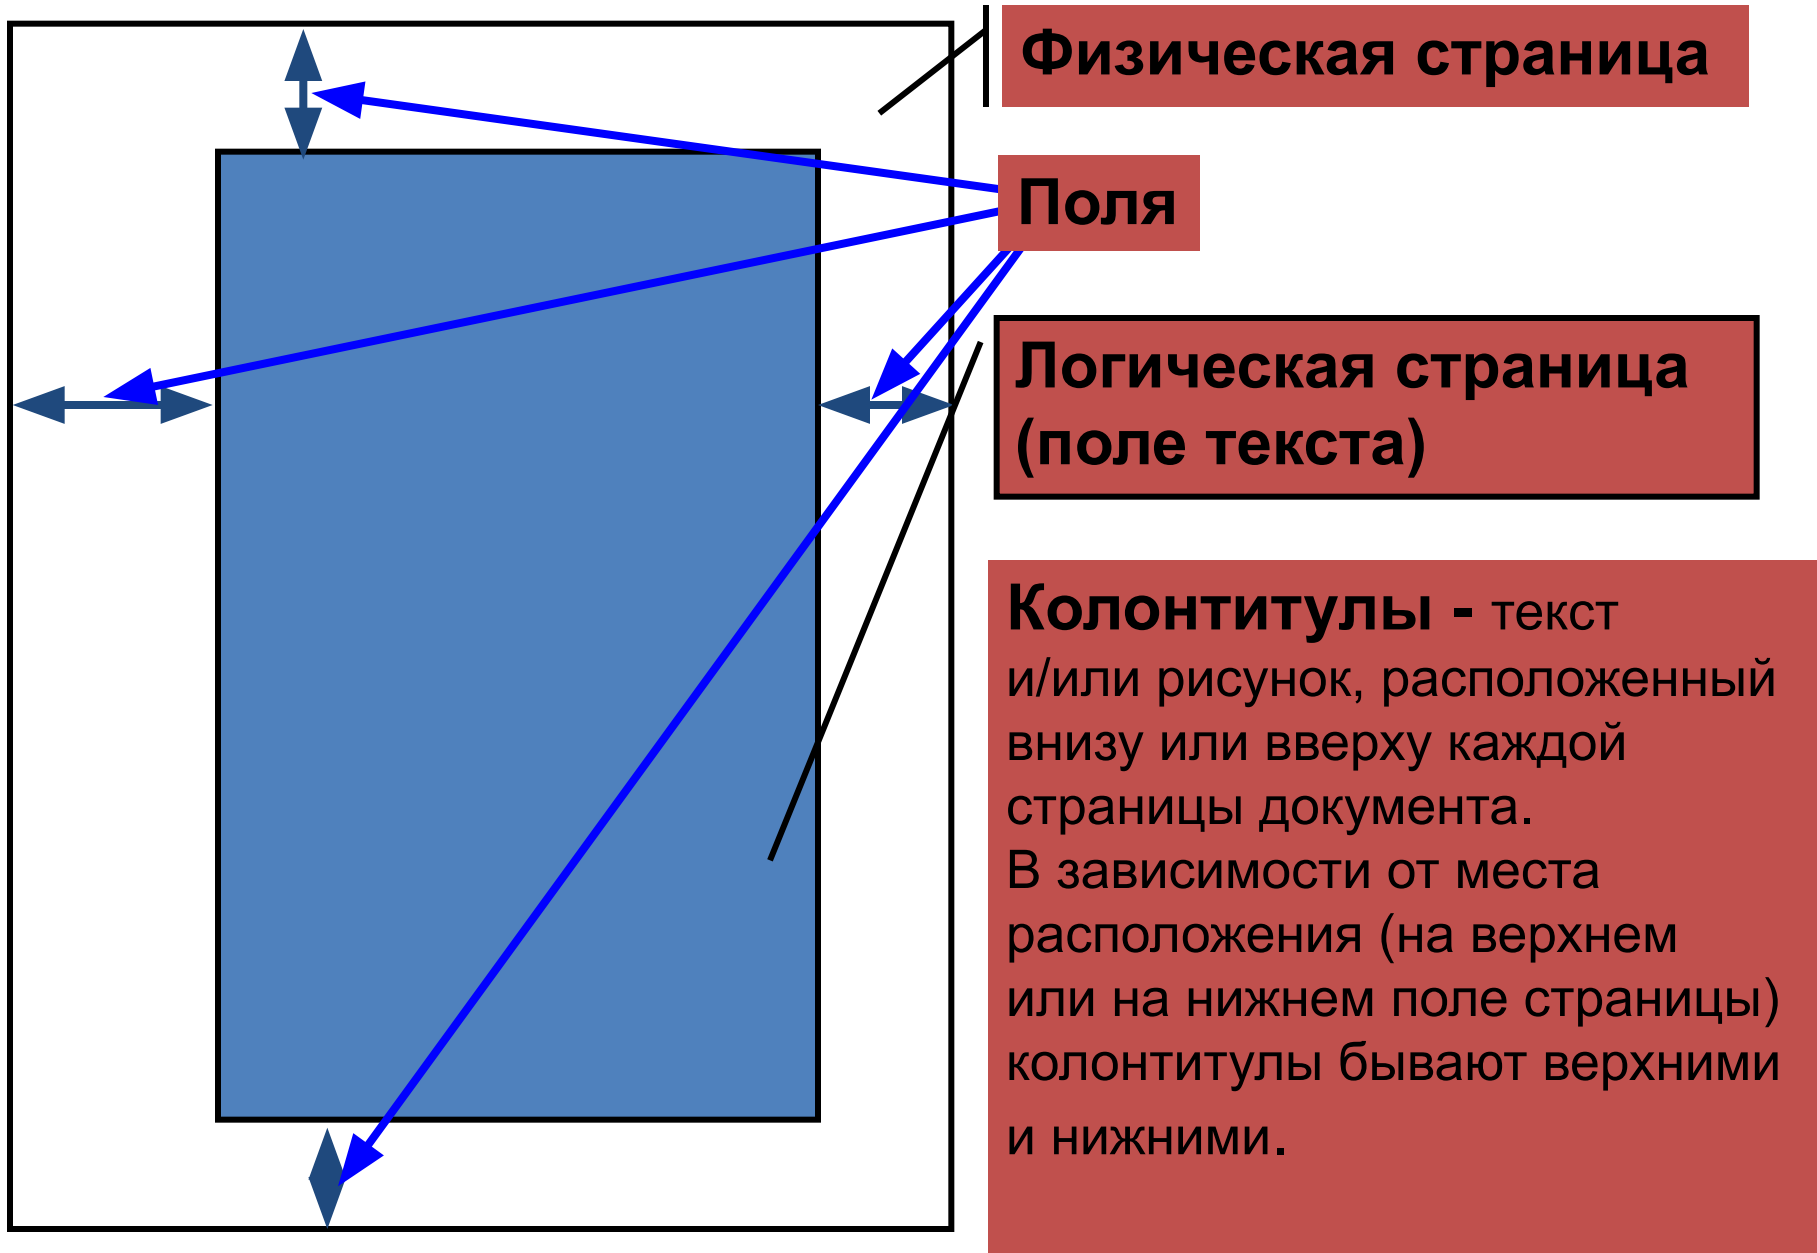 Физическая страница
Поля
Логическая страница
(поле текста)
Колонтитулы - текст
и/или рисунок, расположенный
внизу или вверху каждой
страницы документа.
В зависимости от места
расположения (на верхнем
или на нижнем поле страницы)
колонтитулы бывают верхними
и нижними.